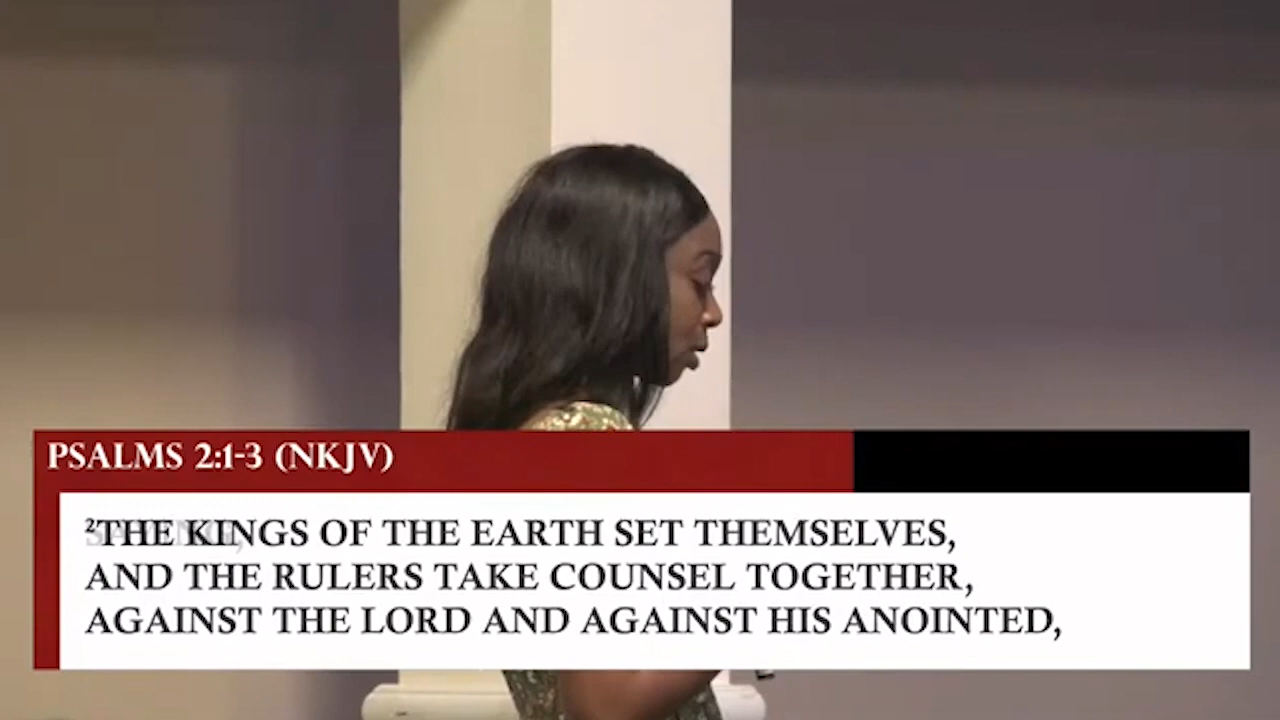 PSALMS 2:1-3 (NKJV)
²THE KINGS OF THE EARTH SET THEMSELVES,
AND THE RULERS TAKE COUNSEL TOGETHER,
AGAINST THE LORD AND AGAINST HIS ANOINTED,